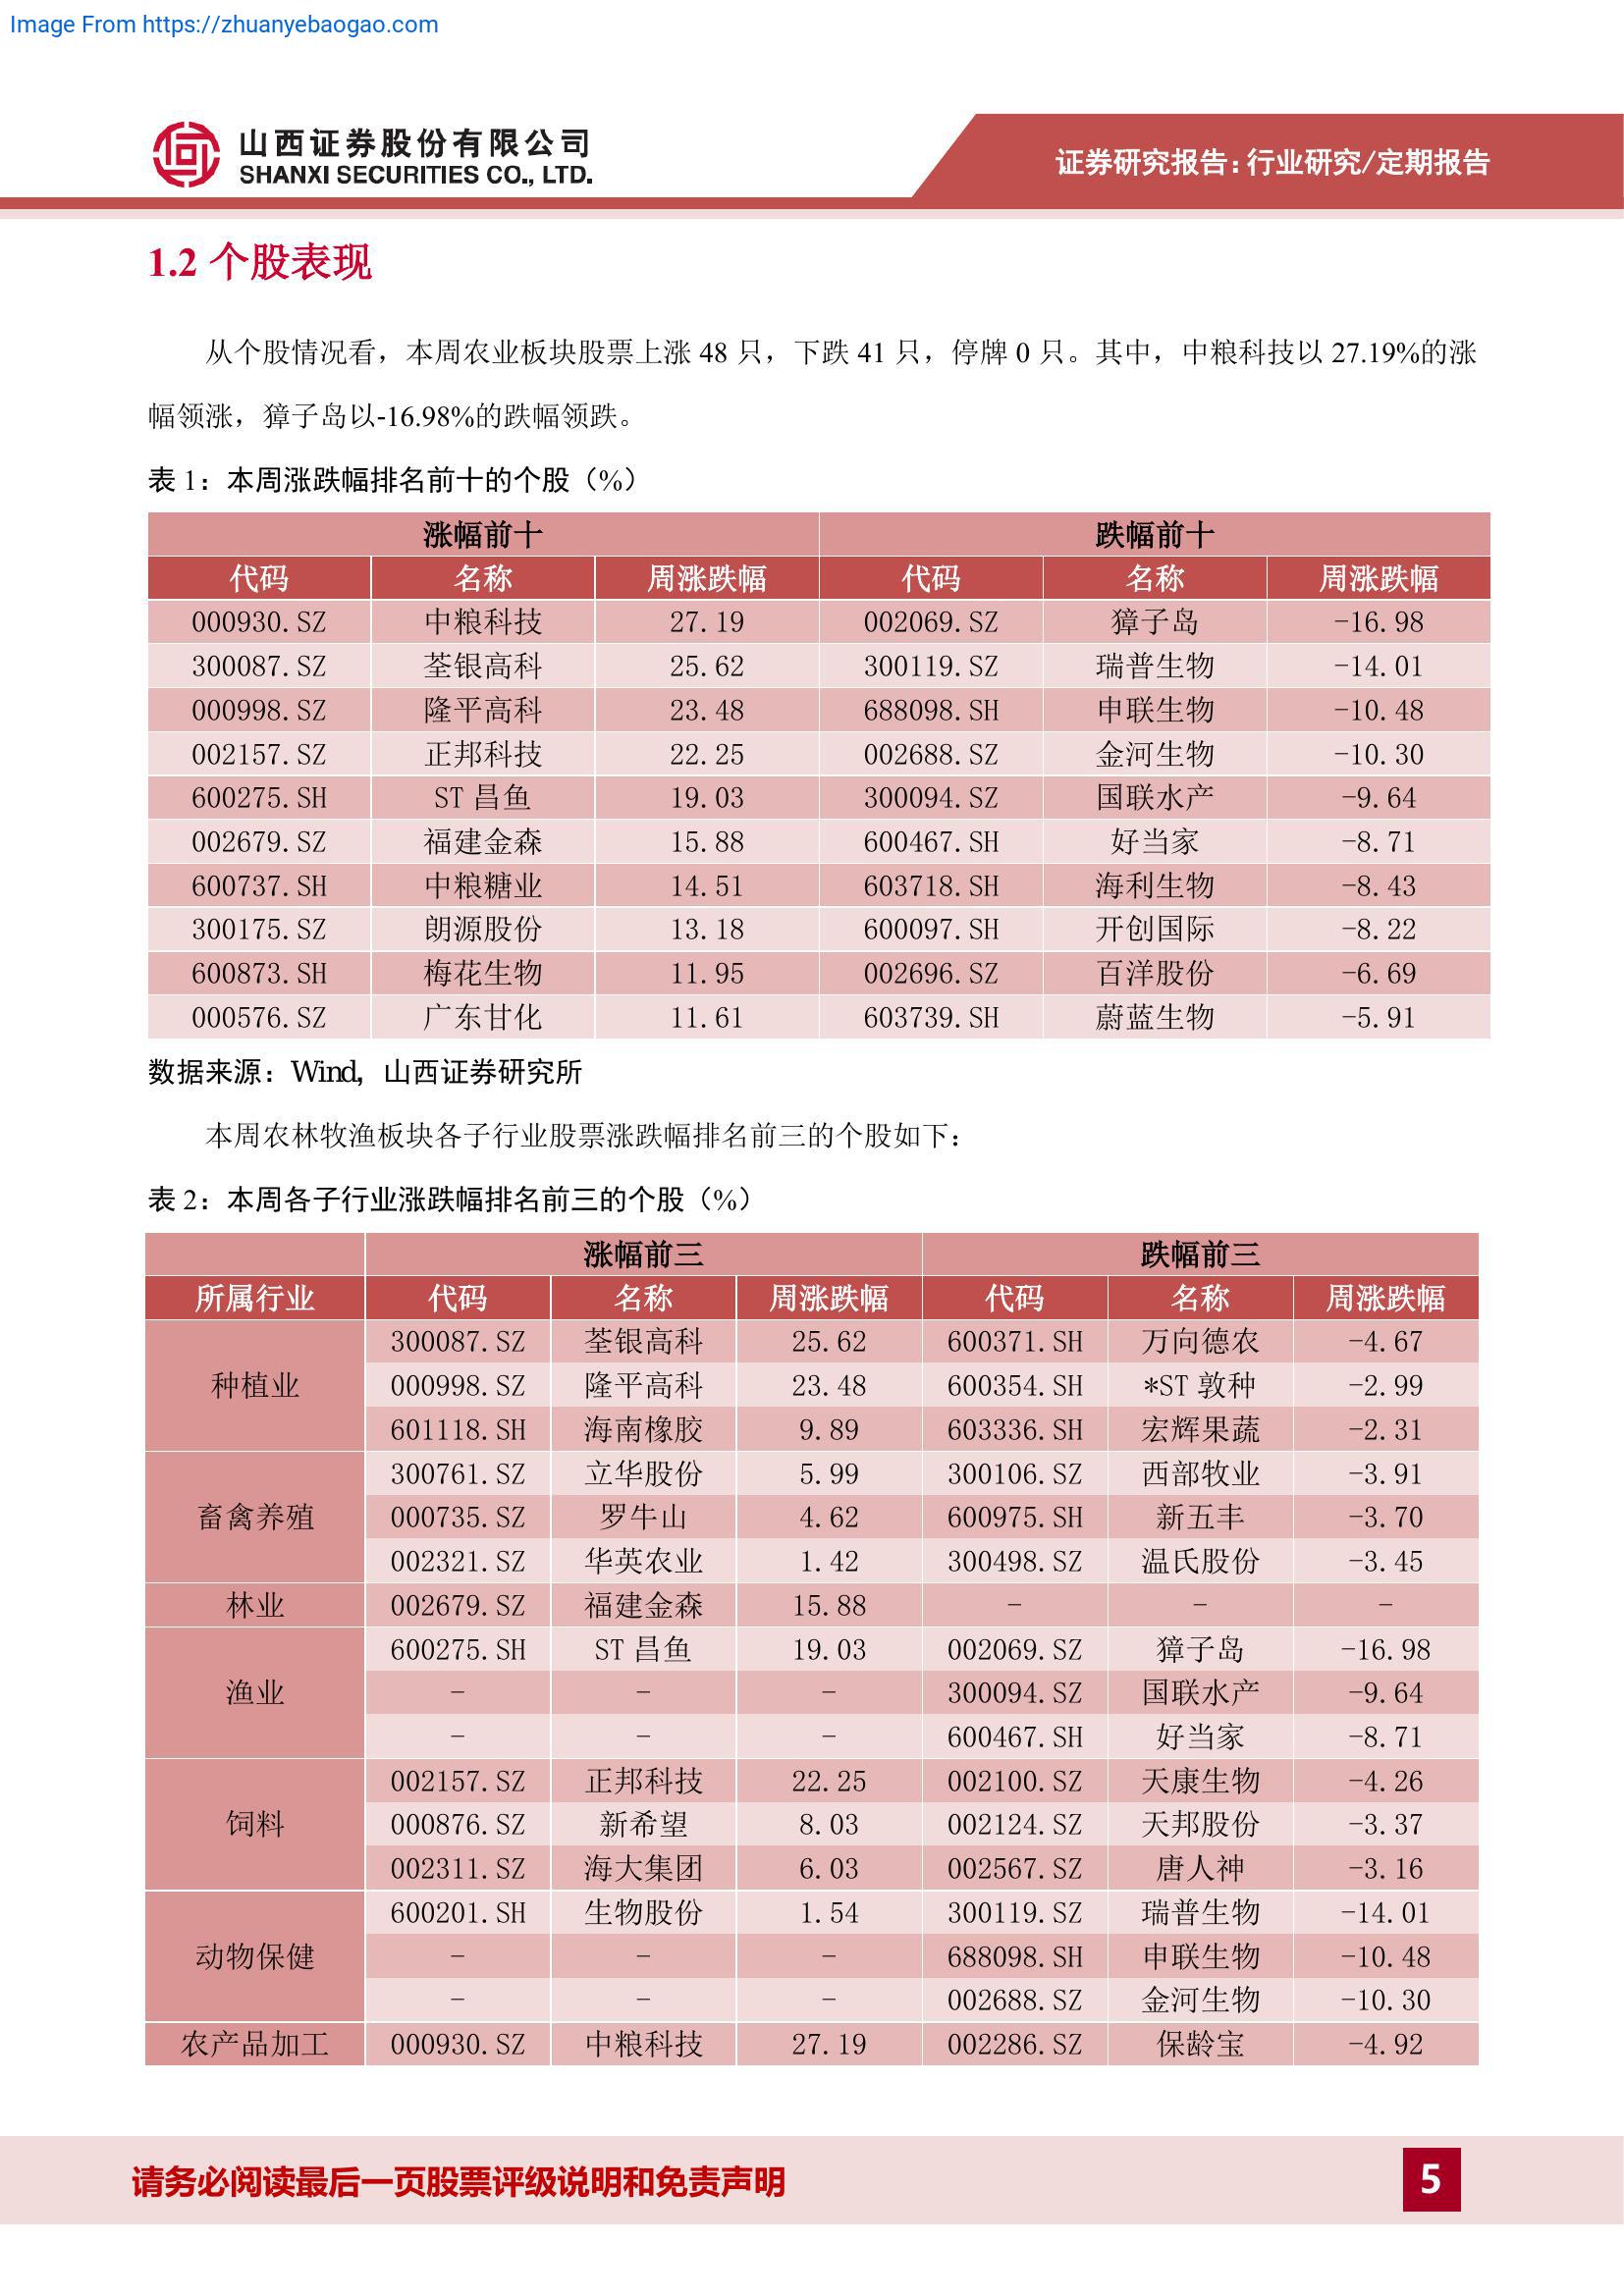 Image From https://zhuanyebaogao.com
山西证券股份有限公司
SHANXI SECURITIES CO., LTD.
证券研究报告:行业研究/定期报告
1.2 个股表现
从个股情况看，本周农业板块股票上涨 48 只，下跌 41 只，停牌 0 只。其中，中粮科技以 27.19%的涨
幅领涨，獐子岛以-16.98%的跌幅领跌。
表 1：本周涨跌幅排名前十的个股（%）
涨幅前十 跌幅前十
代码 名称 周涨跌幅 代码 名称 周涨跌幅
000930.SZ 中粮科技 27.19 002069.SZ 獐子岛 -16.98
300087.SZ 荃银高科 25.62 300119.SZ 瑞普生物 -14.01
000998.SZ 隆平高科 23.48 688098.SH 申联生物 -10.48
002157.SZ 正邦科技 22.25 002688.SZ 金河生物 -10.30
600275.SH ST 昌鱼 19.03 300094.SZ 国联水产 -9.64
002679.SZ 福建金森 15.88 600467.SH 好当家 -8.71
600737.SH 中粮糖业 14.51 603718.SH 海利生物 -8.43
300175.SZ 朗源股份 13.18 600097.SH 开创国际 -8.22
600873.SH 梅花生物 11.95 002696.SZ 百洋股份 -6.69
000576.SZ 广东甘化 11.61 603739.SH 蔚蓝生物 -5.91
数据来源：Wind，山西证券研究所
本周农林牧渔板块各子行业股票涨跌幅排名前三的个股如下：
表 2：本周各子行业涨跌幅排名前三的个股（%）
涨幅前三 跌幅前三
所属行业 代码 名称 周涨跌幅 代码 名称 周涨跌幅
种植业 300087.SZ 荃银高科 25.62 600371.SH 万向德农 -4.67
000998.SZ 隆平高科 23.48 600354.SH *ST 敦种 -2.99
601118.SH 海南橡胶 9.89 603336.SH 宏辉果蔬 -2.31
畜禽养殖 300761.SZ 立华股份 5.99 300106.SZ 西部牧业 -3.91
000735.SZ 罗牛山 4.62 600975.SH 新五丰 -3.70
002321.SZ 华英农业 1.42 300498.SZ 温氏股份 -3.45
林业 002679.SZ 福建金森 15.88 - - -
渔业 600275.SH ST 昌鱼 19.03 002069.SZ 獐子岛 -16.98
- - - 300094.SZ 国联水产 -9.64
- - - 600467.SH 好当家 -8.71
饲料 002157.SZ 正邦科技 22.25 002100.SZ 天康生物 -4.26
000876.SZ 新希望 8.03 002124.SZ 天邦股份 -3.37
002311.SZ 海大集团 6.03 002567.SZ 唐人神 -3.16
动物保健 600201.SH 生物股份 1.54 300119.SZ 瑞普生物 -14.01
- - - 688098.SH 申联生物 -10.48
- - - 002688.SZ 金河生物 -10.30
农产品加工 000930.SZ 中粮科技 27.19 002286.SZ 保龄宝 -4.92
请务必阅读最后一页股票评级说明和免责声明
5